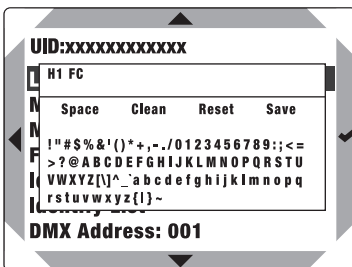 UID:xxxxxxxxxxxx
H1 FC
Space Clean Reset Save
!"#$%&'()*+,-./0123456789:;<=
>?@ABCDEFGHIJKLMNOPQRSTU
VWXYZ[\]^_`abcdefghijklmnopq
rstuvwxyz{|}~
DMX Address: 001